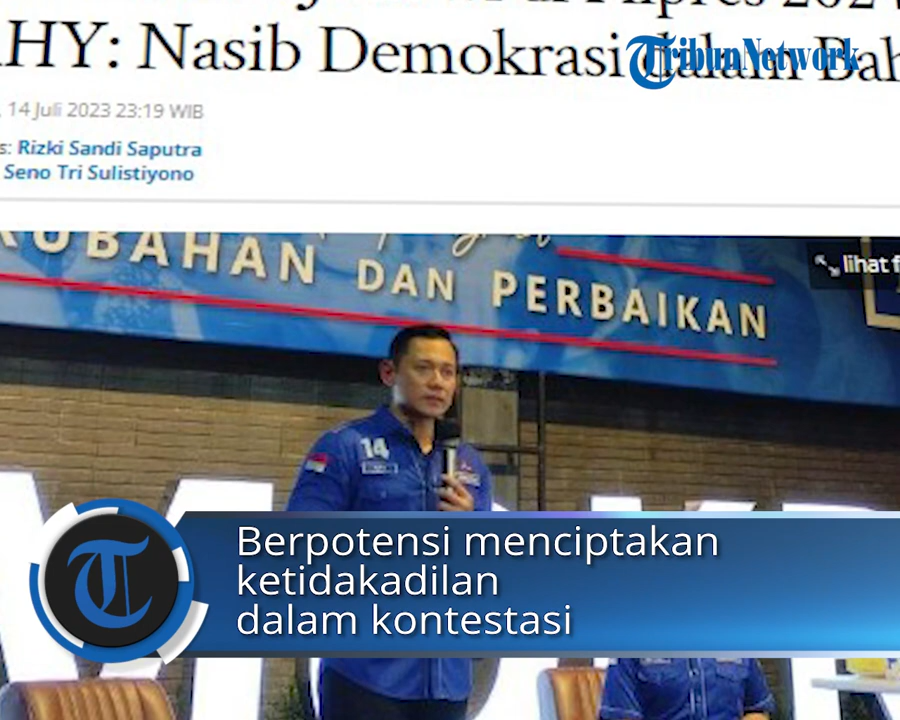 AHY: Nasib Demokrasi dalam Bah
TribunNetwork
, 14 Juli 2023 23:19 WIB
s: Rizki Sandi Saputra
Seno Tri Sulistiyono
RUBAHAN DAN PERBAIKAN
lihat f
14
Berpotensi menciptakan
ketidakadilan
dalam kontestasi
T